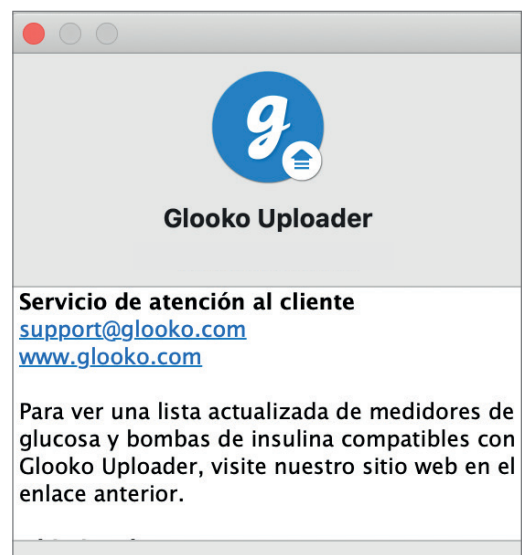 g
Glooko Uploader
Servicio de atención al cliente
support@glooko.com
www.glooko.com
Para ver una lista actualizada de medidores de
glucosa y bombas de insulina compatibles con
Glooko Uploader, visite nuestro sitio web en el
enlace anterior.